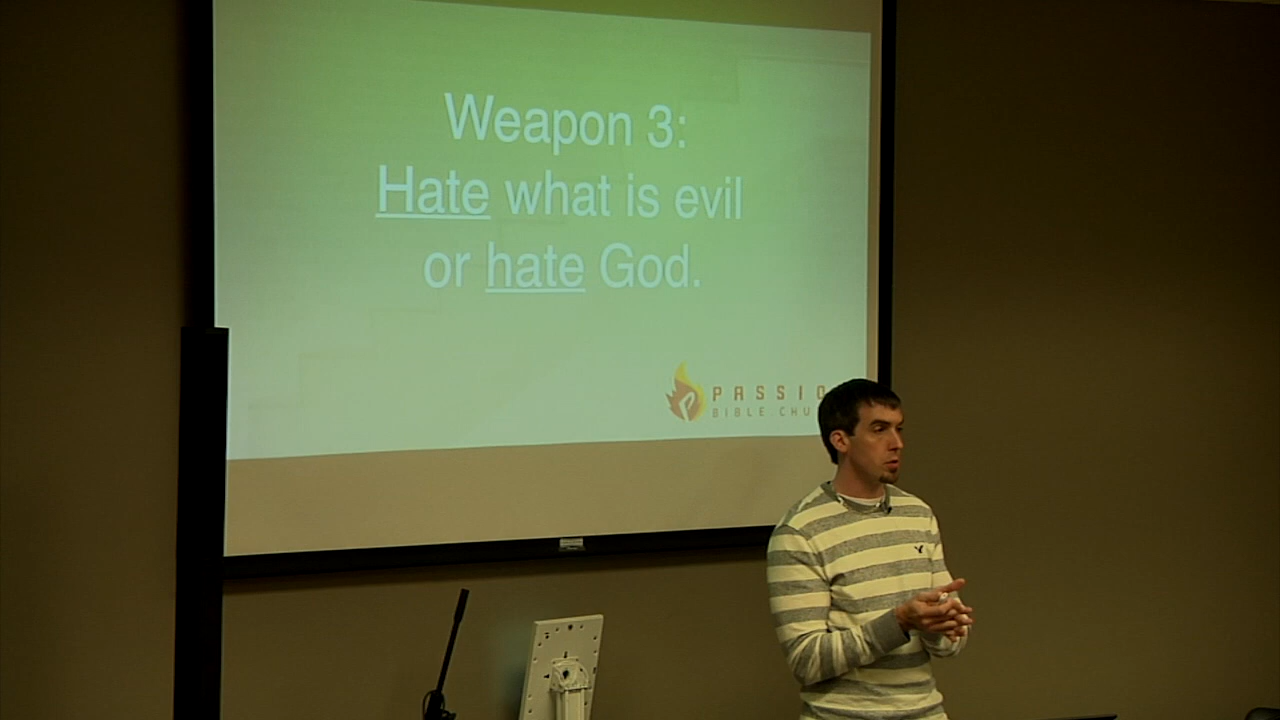 Weapon 3:
Hate what is evil
or hate God.
PASSIO
BIBLE.CHU